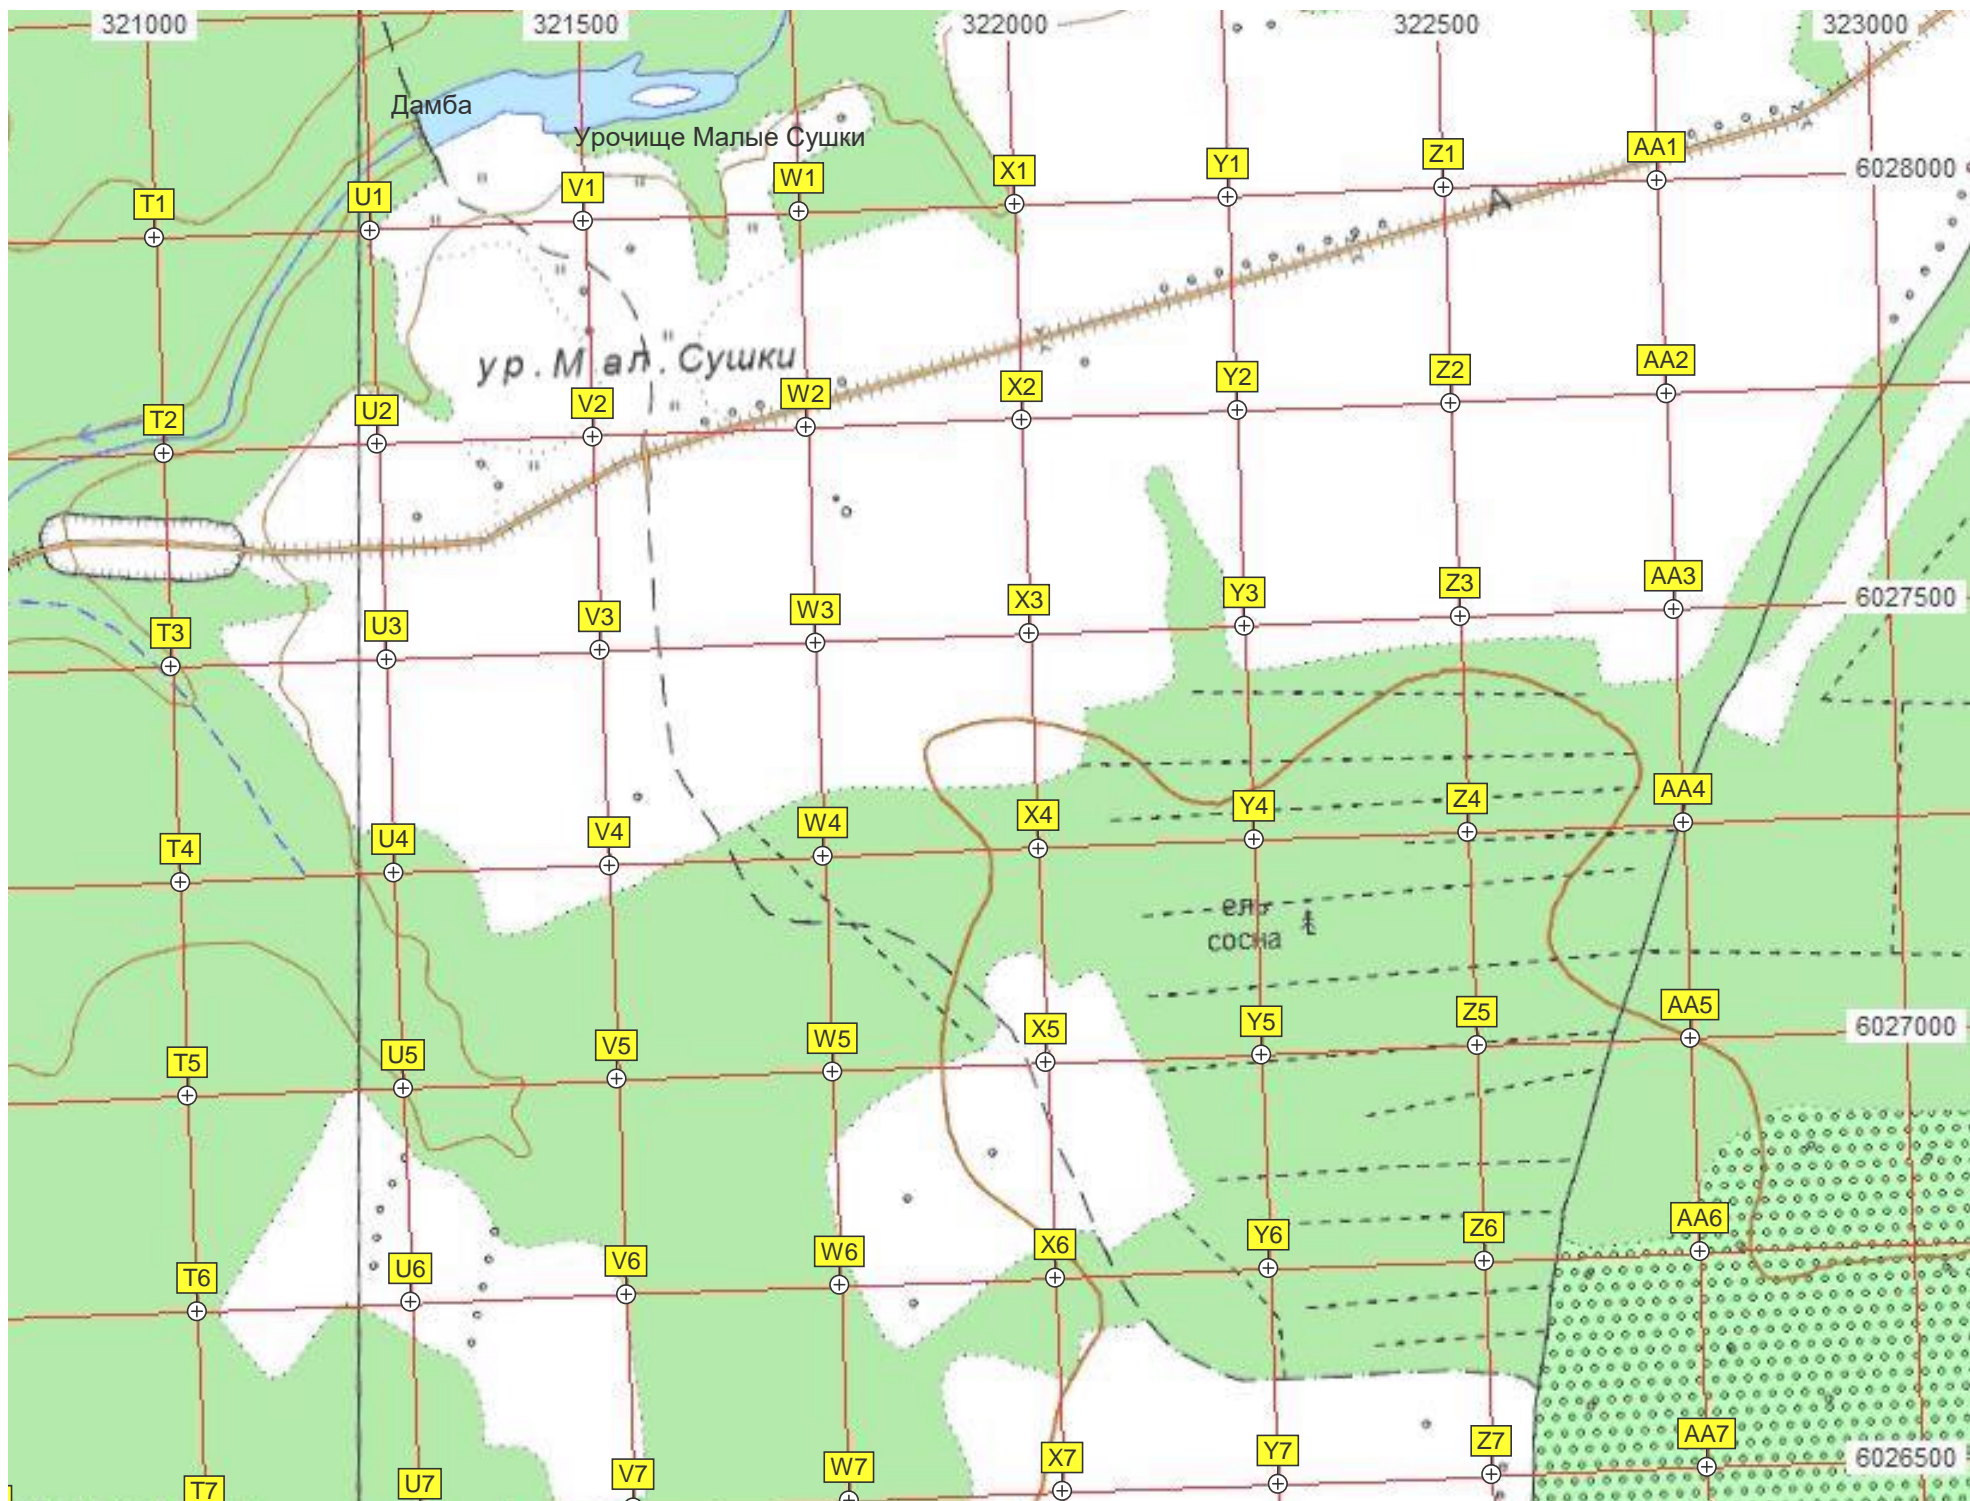 321000 321500 322000 322500 323000
Дамба
Урочище Малые Сушки
T1 U1 V1 W1 X1 Y1 Z1 AA1 6028000
А
ур. Мал. Сушки
T2 U2 V2 W2 X2 Y2 Z2 AA2
T3 U3 V3 W3 X3 Y3 Z3 AA3 6027500
T4 U4 V4 W4 X4 Y4 Z4 AA4
ель
сосна
T5 U5 V5 W5 X5 Y5 Z5 AA5 6027000
T6 U6 V6 W6 X6 Y6 Z6 AA6
T7 U7 V7 W7 X7 Y7 Z7 AA7 6026500